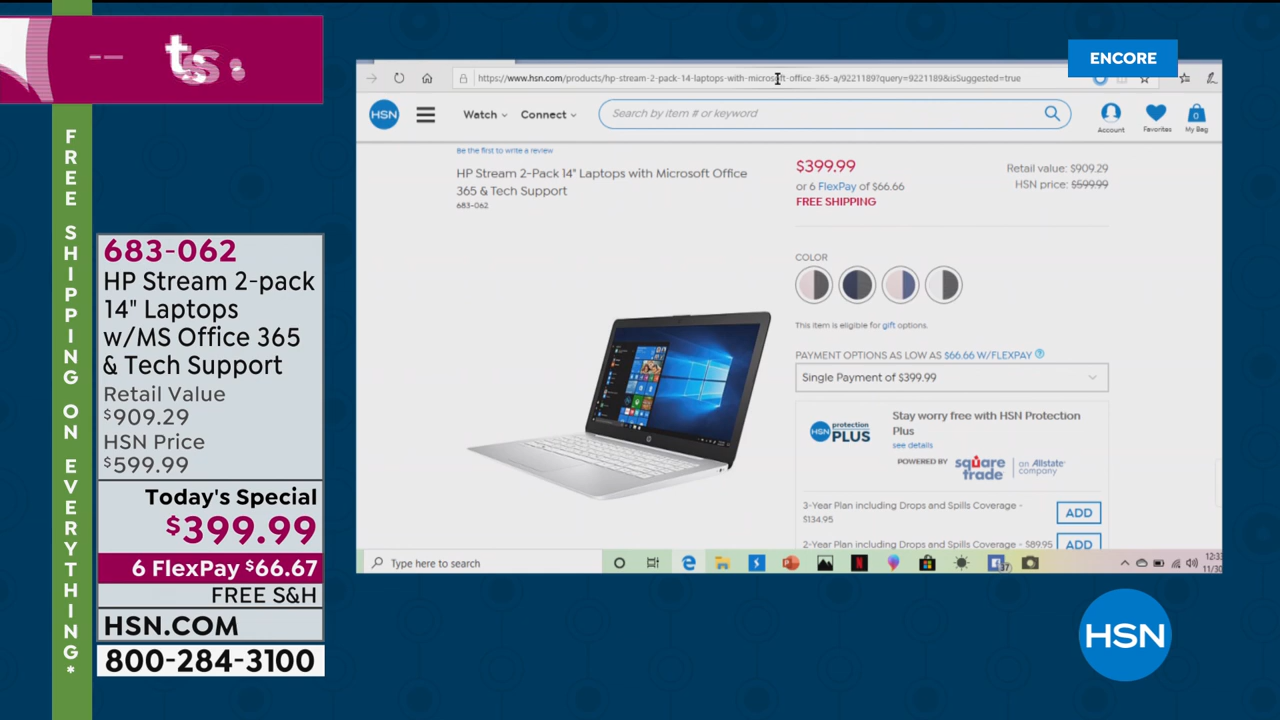 ts.
ENCORE
FREE SHIPPING ON EVERYTHING*
683-062
HP Stream 2-pack
14" Laptops
w/MS Office 365
& Tech Support
Retail Value
$909.29
HSN Price
$599.99
Today's Special
$399.99
6 FlexPay $66.67
FREE S&H
HSN.COM
800-284-3100
https://www.hsn.com/products/hp-stream-2-pack-14-laptops-with-microsoft-office-365-a/9221189?query=9221189&isSuggested=true
HSN
Watch
Connect
Search by item # or keyword
Account
Favorites
0
My Bag
Be the first to write a review
HP Stream 2-Pack 14" Laptops with Microsoft Office
365 & Tech Support
683-062
$399.99
or 6 FlexPay of $66.66
FREE SHIPPING
Retail value: $909.29
HSN price: $599.99
COLOR
This item is eligible for gift options.
PAYMENT OPTIONS AS LOW AS $66.66 W/FLEXPAY
Single Payment of $399.99
HSN protection PLUS
Stay worry free with HSN Protection
Plus
see details
POWERED BY square trade an Allstate company
3-Year Plan including Drops and Spills Coverage -
$134.95
ADD
2-Year Plan including Drops and Spills Coverage - $89.95
ADD
Type here to search
12:33
11/30
HSN